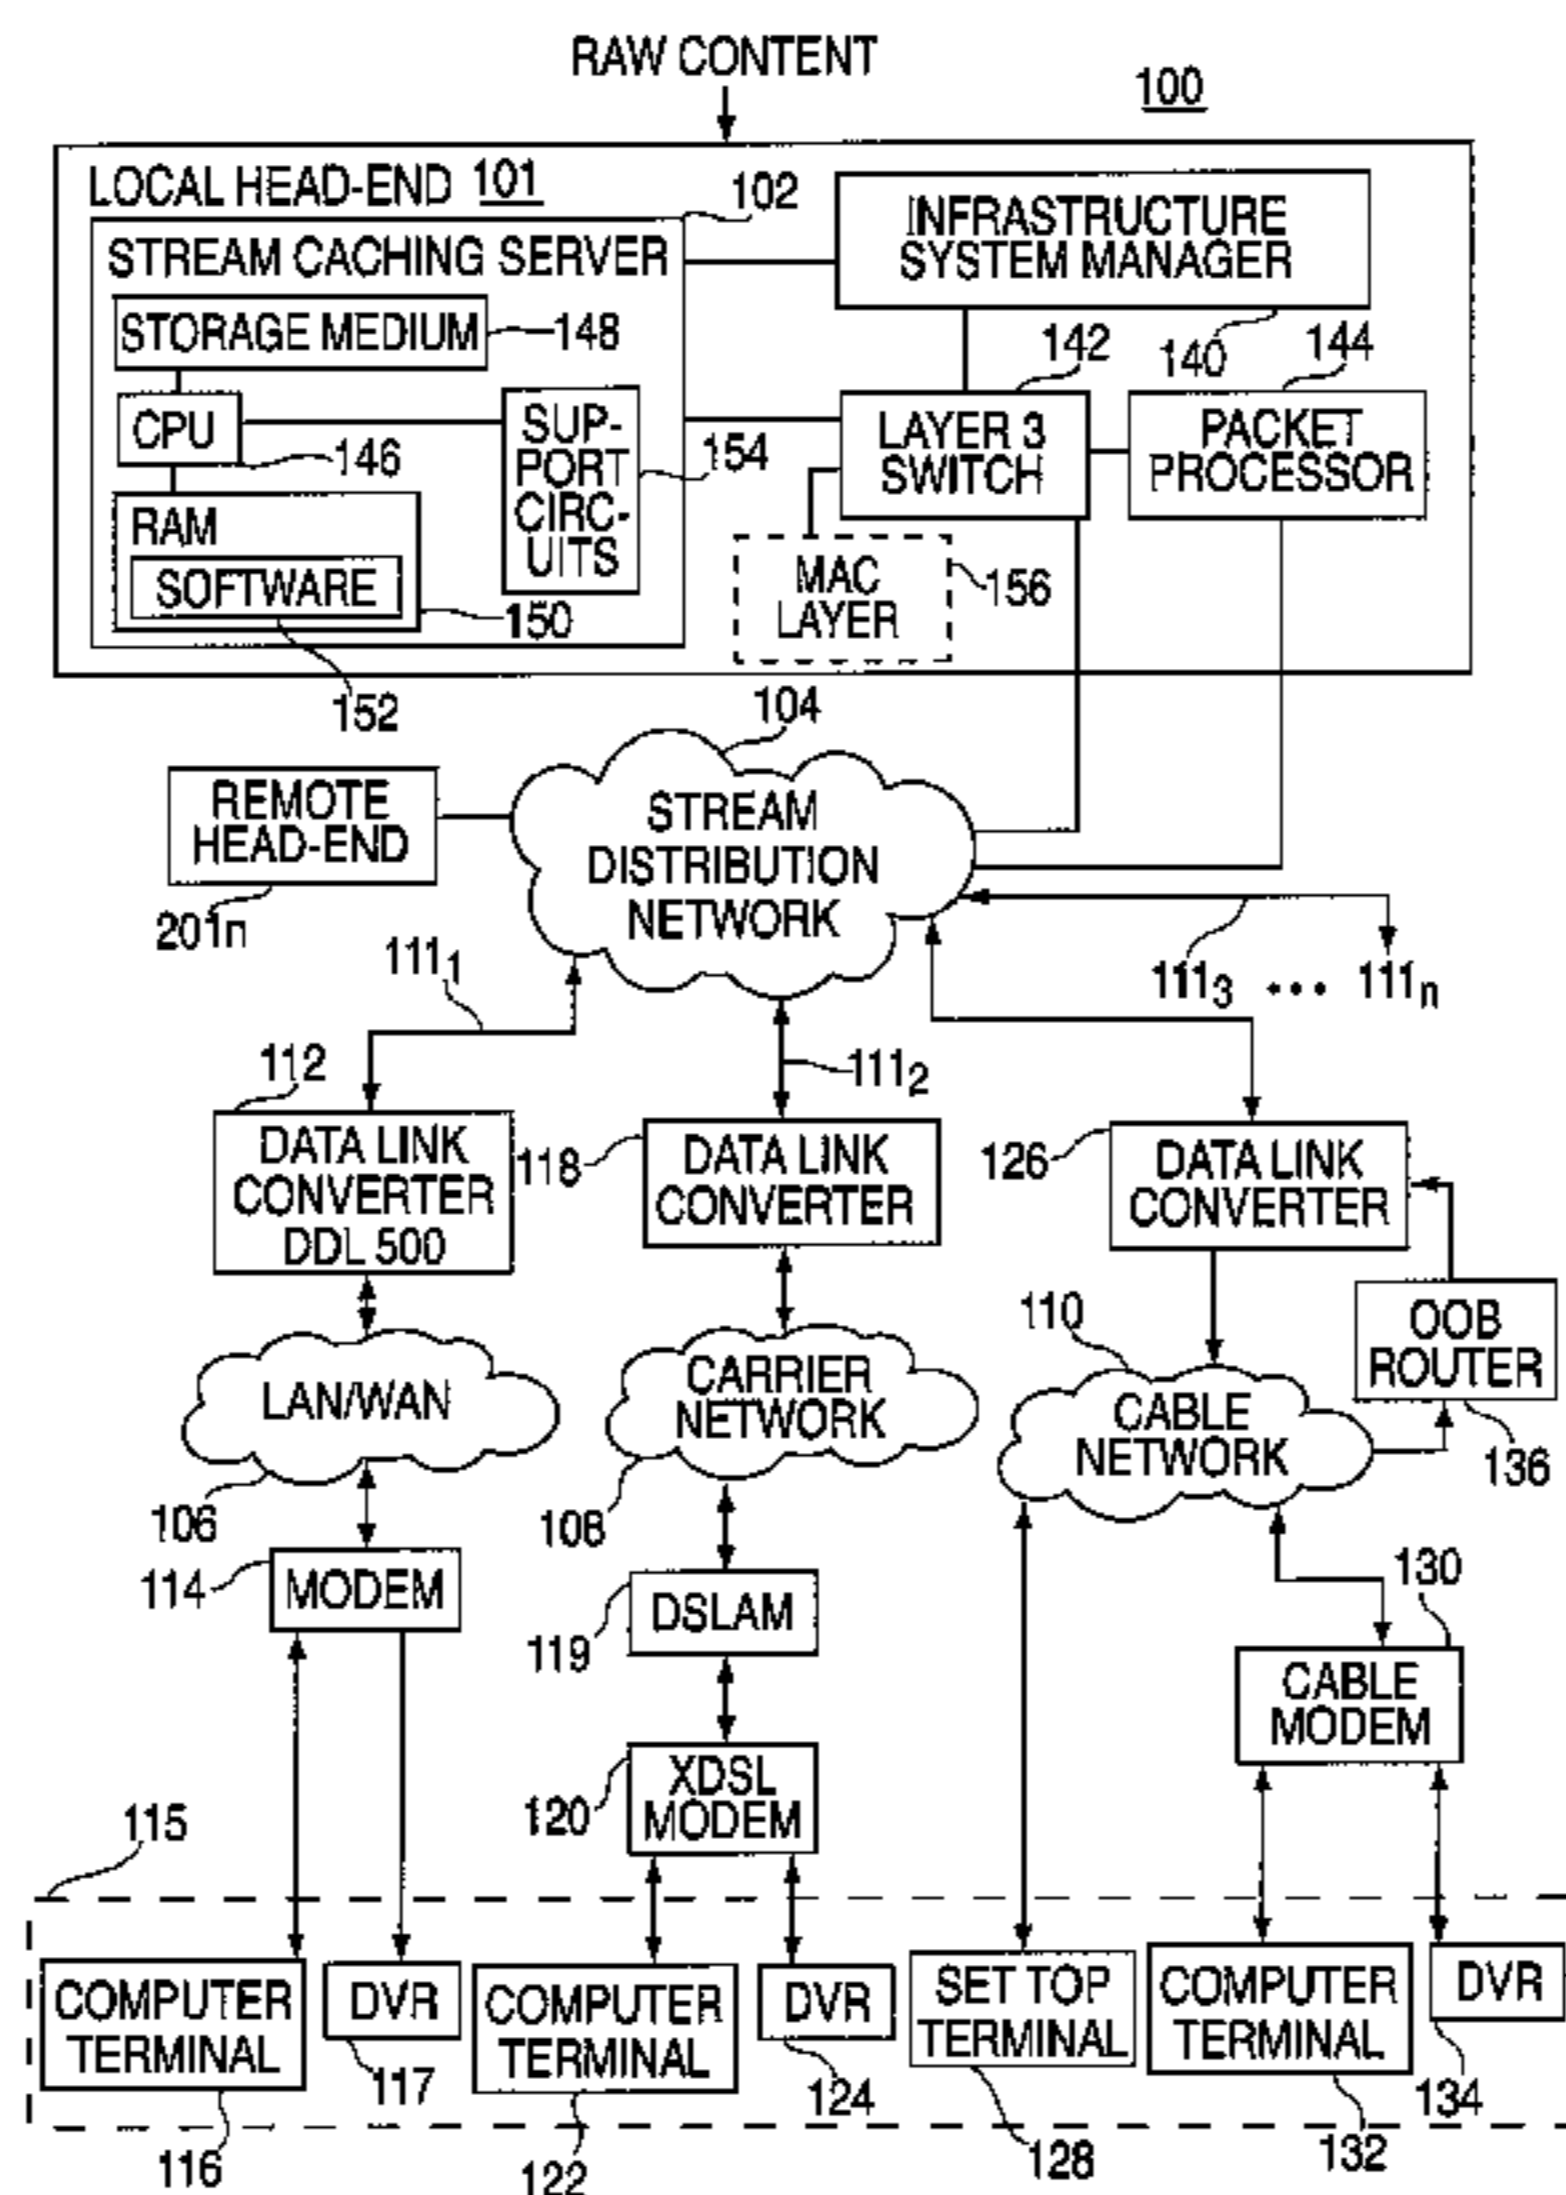 RAW CONTENT
100
LOCAL HEAD-END 101
102
INFRASTRUCTURE
SYSTEM MANAGER
STREAM CACHING SERVER
STORAGE MEDIUM
148
142
140
144
CPU
146
SUP-
PORT
CIRC-
UITS
154
LAYER 3
SWITCH
PACKET
PROCESSOR
RAM
SOFTWARE
150
MAC
LAYER
156
152
104
REMOTE
HEAD-END
201n
STREAM
DISTRIBUTION
NETWORK
111₁
111₃ ••• 111n
112
111₂
DATA LINK
CONVERTER
DDL 500
118
DATA LINK
CONVERTER
126
DATA LINK
CONVERTER
110
OOB
ROUTER
136
LAN/WAN
106
CARRIER
NETWORK
108
CABLE
NETWORK
114
MODEM
DSLAM
119
130
CABLE
MODEM
120
XDSL
MODEM
115
COMPUTER
TERMINAL
116
DVR
117
COMPUTER
TERMINAL
122
DVR
124
SET TOP
TERMINAL
128
COMPUTER
TERMINAL
132
DVR
134